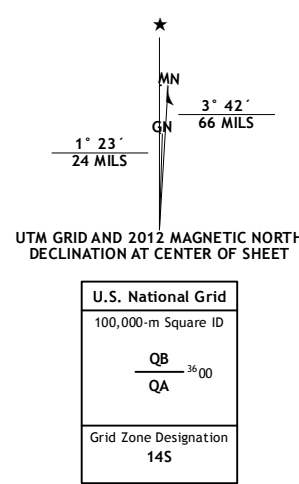 ★
MN
GN
3° 42´
66 MILS
1° 23´
24 MILS
UTM GRID AND 2012 MAGNETIC NORTH
DECLINATION AT CENTER OF SHEET
U.S. National Grid
100,000-m Square ID
QB
3600
QA
Grid Zone Designation
14S